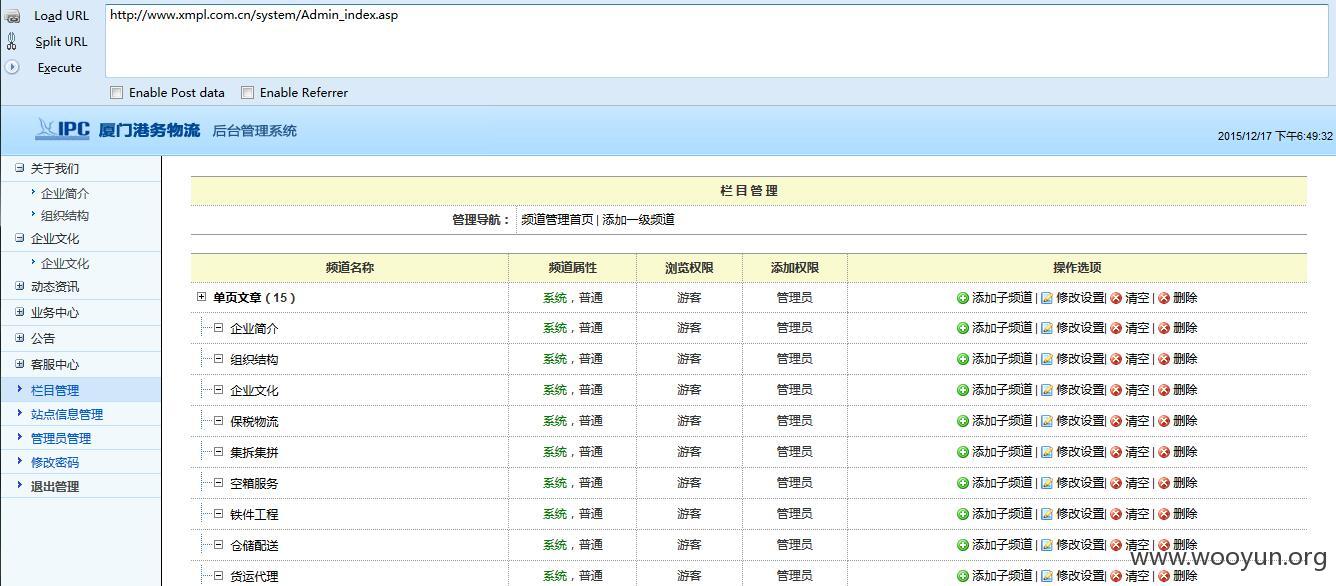 Load URL http://www.xmpl.com.cn/system/Admin_index.asp
Split URL
Execute
Enable Post data Enable Referrer
IPC 厦门港务物流 后台管理系统
2015/12/17 下午6:49:32
关于我们
企业简介
组织结构
企业文化
企业文化
动态资讯
业务中心
公告
客服中心
栏目管理
站点信息管理
管理员管理
修改密码
退出管理
栏目管理
管理导航： 频道管理首页 | 添加一级频道
频道名称 频道属性 浏览权限 添加权限 操作选项
单页文章（15） 系统，普通 游客 管理员 添加子频道 | 修改设置| 清空 | 删除
企业简介 系统，普通 游客 管理员 添加子频道 | 修改设置| 清空 | 删除
组织结构 系统，普通 游客 管理员 添加子频道 | 修改设置| 清空 | 删除
企业文化 系统，普通 游客 管理员 添加子频道 | 修改设置| 清空 | 删除
保税物流 系统，普通 游客 管理员 添加子频道 | 修改设置| 清空 | 删除
集拆集拼 系统，普通 游客 管理员 添加子频道 | 修改设置| 清空 | 删除
空箱服务 系统，普通 游客 管理员 添加子频道 | 修改设置| 清空 | 删除
铁件工程 系统，普通 游客 管理员 添加子频道 | 修改设置| 清空 | 删除
仓储配送 系统，普通 游客 管理员 添加子频道 | 修改设置| 清空 | 删除
货运代理 系统，普通 游客 管理员 添加子频道 | 修改设置| 清空 | 删除
www.wooyun.org